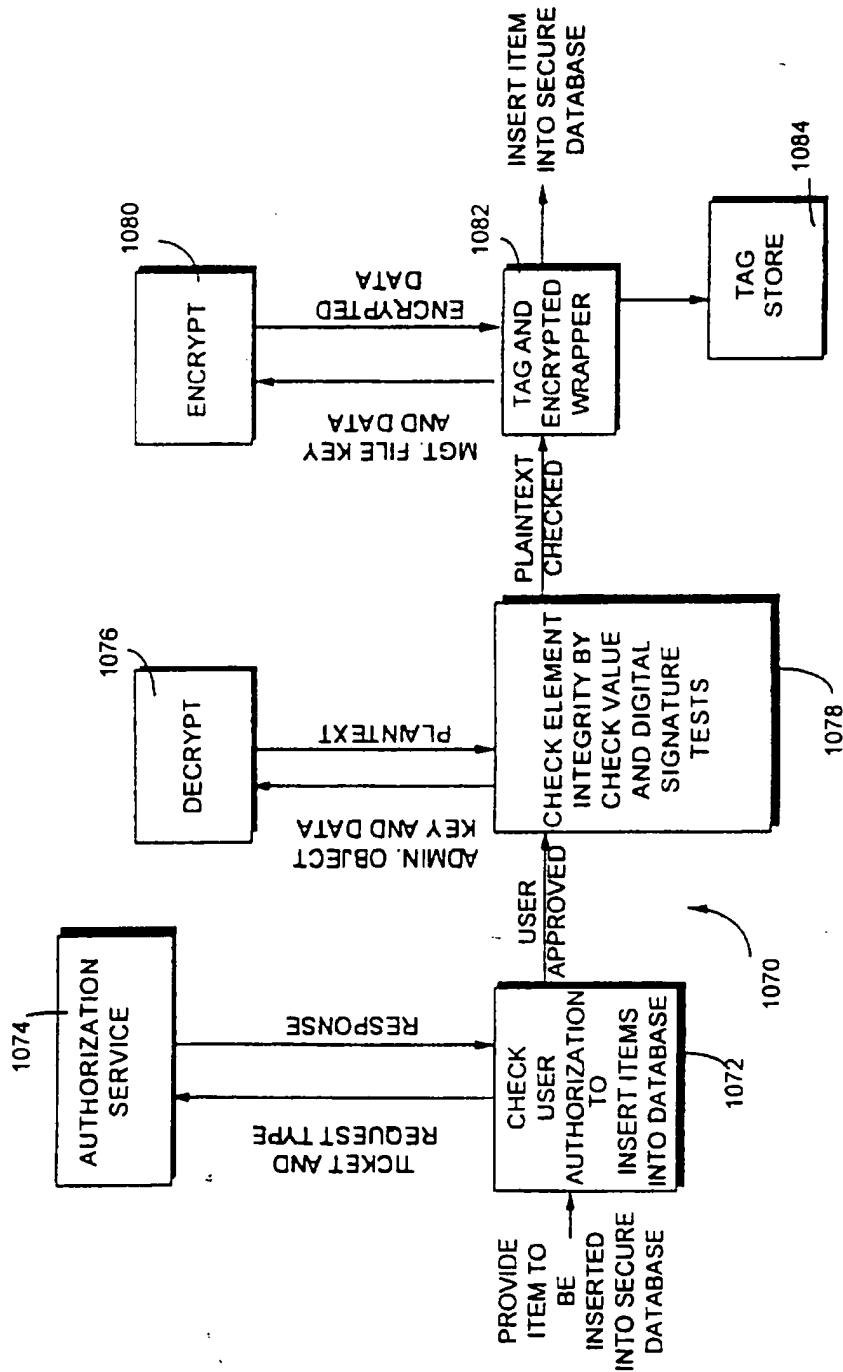 PROVIDE
ITEM TO
BE
INSERTED
INTO SECURE
DATABASE
CHECK
USER
AUTHORIZATION
TO
INSERT ITEMS
INTO DATABASE
1072
TICKET AND
REQUEST TYPE
RESPONSE
AUTHORIZATION
SERVICE
1074
USER
APPROVED
1070
CHECK ELEMENT
INTEGRITY BY
CHECK VALUE
AND DIGITAL
SIGNATURE
TESTS
1078
ADMIN. OBJECT
KEY AND DATA
PLAINTEXT
DECRYPT
1076
PLAINTEXT
CHECKED
TAG AND
ENCRYPTED
WRAPPER
1082
MGT. FILE KEY
AND DATA
ENCRYPTED
DATA
ENCRYPT
1080
INSERT ITEM
INTO SECURE
DATABASE
TAG
STORE
1084